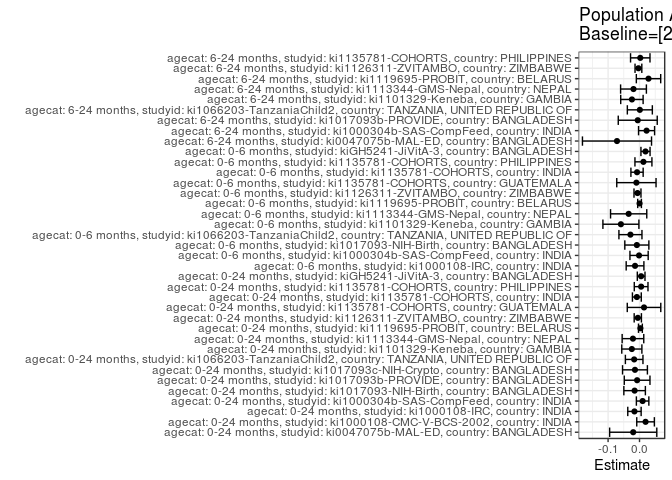 Population A
Baseline=[2
agecat: 6-24 months, studyid: ki1135781-COHORTS, country: PHILIPPINES
agecat: 6-24 months, studyid: ki1126311-ZVITAMBO, country: ZIMBABWE
agecat: 6-24 months, studyid: ki1119695-PROBIT, country: BELARUS
agecat: 6-24 months, studyid: ki1113344-GMS-Nepal, country: NEPAL
agecat: 6-24 months, studyid: ki1101329-Keneba, country: GAMBIA
agecat: 6-24 months, studyid: ki1066203-TanzaniaChild2, country: TANZANIA, UNITED REPUBLIC OF
agecat: 6-24 months, studyid: ki1017093b-PROVIDE, country: BANGLADESH
agecat: 6-24 months, studyid: ki1000304b-SAS-CompFeed, country: INDIA
agecat: 6-24 months, studyid: ki0047075b-MAL-ED, country: BANGLADESH
agecat: 0-6 months, studyid: kiGH5241-JiVitA-3, country: BANGLADESH
agecat: 0-6 months, studyid: ki1135781-COHORTS, country: PHILIPPINES
agecat: 0-6 months, studyid: ki1135781-COHORTS, country: INDIA
agecat: 0-6 months, studyid: ki1135781-COHORTS, country: GUATEMALA
agecat: 0-6 months, studyid: ki1126311-ZVITAMBO, country: ZIMBABWE
agecat: 0-6 months, studyid: ki1119695-PROBIT, country: BELARUS
agecat: 0-6 months, studyid: ki1113344-GMS-Nepal, country: NEPAL
agecat: 0-6 months, studyid: ki1101329-Keneba, country: GAMBIA
agecat: 0-6 months, studyid: ki1066203-TanzaniaChild2, country: TANZANIA, UNITED REPUBLIC OF
agecat: 0-6 months, studyid: ki1017093-NIH-Birth, country: BANGLADESH
agecat: 0-6 months, studyid: ki1000304b-SAS-CompFeed, country: INDIA
agecat: 0-6 months, studyid: ki1000108-IRC, country: INDIA
agecat: 0-24 months, studyid: kiGH5241-JiVitA-3, country: BANGLADESH
agecat: 0-24 months, studyid: ki1135781-COHORTS, country: PHILIPPINES
agecat: 0-24 months, studyid: ki1135781-COHORTS, country: INDIA
agecat: 0-24 months, studyid: ki1135781-COHORTS, country: GUATEMALA
agecat: 0-24 months, studyid: ki1126311-ZVITAMBO, country: ZIMBABWE
agecat: 0-24 months, studyid: ki1119695-PROBIT, country: BELARUS
agecat: 0-24 months, studyid: ki1113344-GMS-Nepal, country: NEPAL
agecat: 0-24 months, studyid: ki1101329-Keneba, country: GAMBIA
agecat: 0-24 months, studyid: ki1066203-TanzaniaChild2, country: TANZANIA, UNITED REPUBLIC OF
agecat: 0-24 months, studyid: ki1017093c-NIH-Crypto, country: BANGLADESH
agecat: 0-24 months, studyid: ki1017093b-PROVIDE, country: BANGLADESH
agecat: 0-24 months, studyid: ki1017093-NIH-Birth, country: BANGLADESH
agecat: 0-24 months, studyid: ki1000304b-SAS-CompFeed, country: INDIA
agecat: 0-24 months, studyid: ki1000108-IRC, country: INDIA
agecat: 0-24 months, studyid: ki1000108-CMC-V-BCS-2002, country: INDIA
agecat: 0-24 months, studyid: ki0047075b-MAL-ED, country: BANGLADESH
-0.1 0.0
Estimate